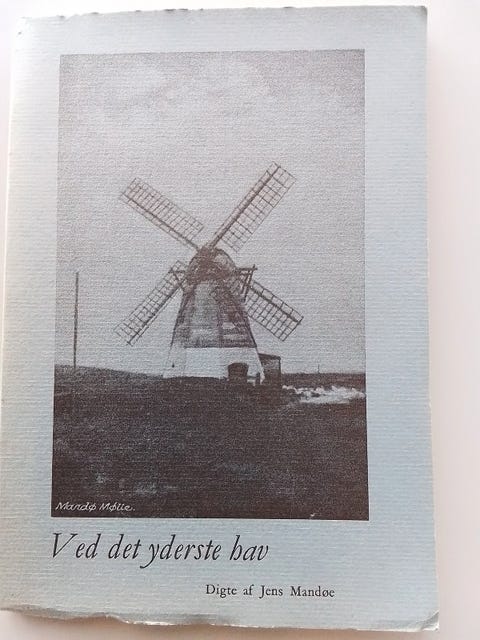 Mandø Mølle.
Ved det yderste hav
Digte af Jens Mandøe